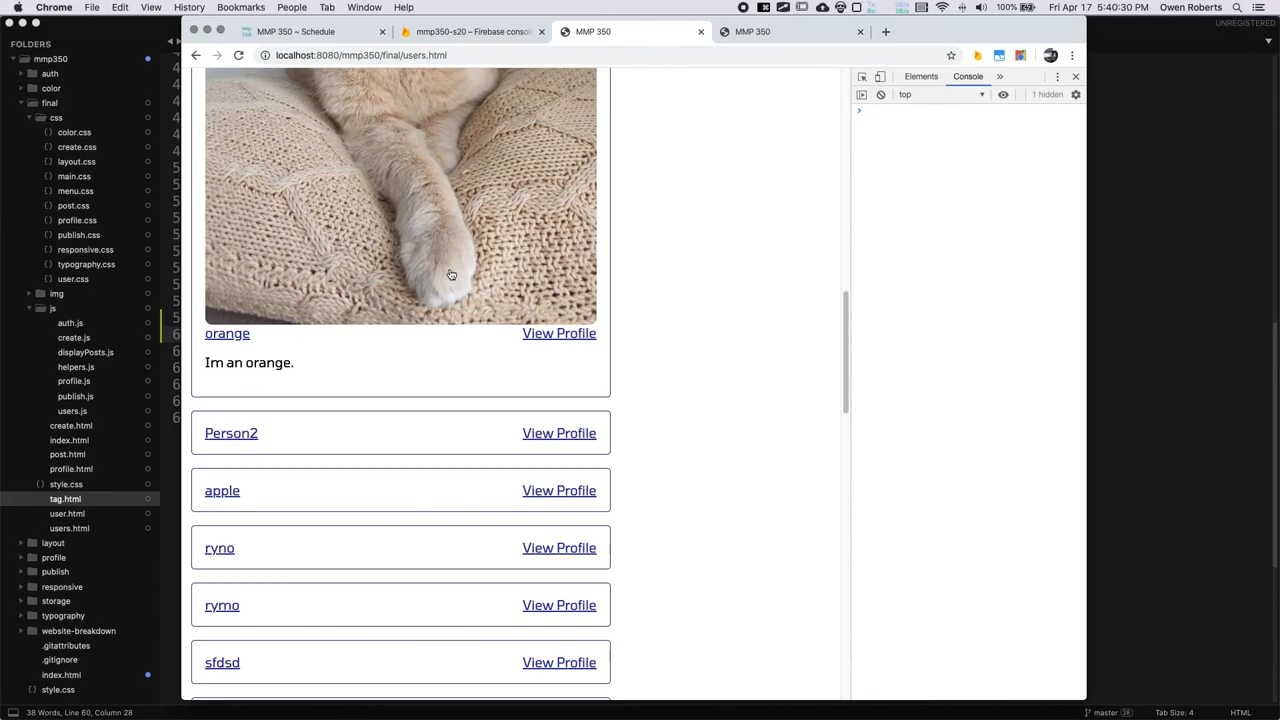 Chrome File Edit View History Bookmarks People Tab Window Help
100% Fri Apr 17 5:40:30 PM Owen Roberts
UNREGISTERED
FOLDERS
mmp350
auth
color
final
css
color.css
create.css
layout.css
main.css
menu.css
post.css
profile.css
publish.css
responsive.css
typography.css
user.css
img
js
auth.js
create.js
displayPosts.js
helpers.js
profile.js
publish.js
users.js
create.html
index.html
post.html
profile.html
style.css
tag.html
user.html
users.html
layout
profile
publish
responsive
storage
typography
website-breakdown
.gitattributes
.gitignore
index.html
style.css
MMP 350 ~ Schedule
mmp350-s20 – Firebase consol
MMP 350
MMP 350
localhost:8080/mmp350/final/users.html
Elements Console
top
1 hidden
orange View Profile
Im an orange.
Person2 View Profile
apple View Profile
ryno View Profile
rymo View Profile
sfdsd View Profile
38 Words, Line 60, Column 28
master 28 Tab Size: 4 HTML